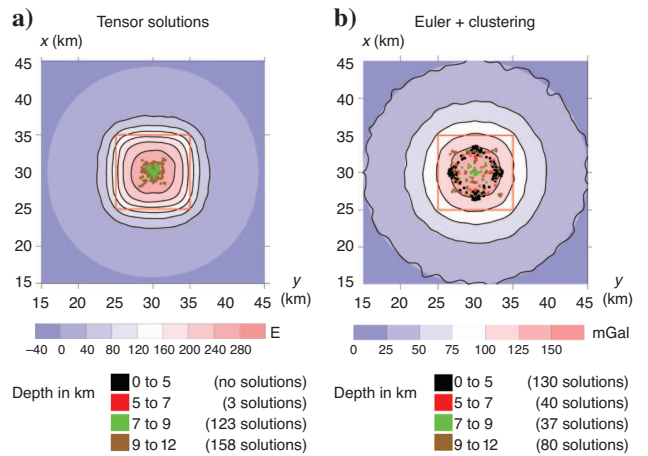 a) Tensor solutions
x (km)
45
40
35
30
25
20
15
15 20 25 30 35 40 45
y
(km)
E
−40 0 40 80 120 160 200 240 280
Depth in km
0 to 5 (no solutions)
5 to 7 (3 solutions)
7 to 9 (123 solutions)
9 to 12 (158 solutions)
b) Euler + clustering
x (km)
45
40
35
30
25
20
15
15 20 25 30 35 40 45
y
(km)
mGal
0 25 50 75 100 125 150
Depth in km
0 to 5 (130 solutions)
5 to 7 (40 solutions)
7 to 9 (37 solutions)
9 to 12 (80 solutions)